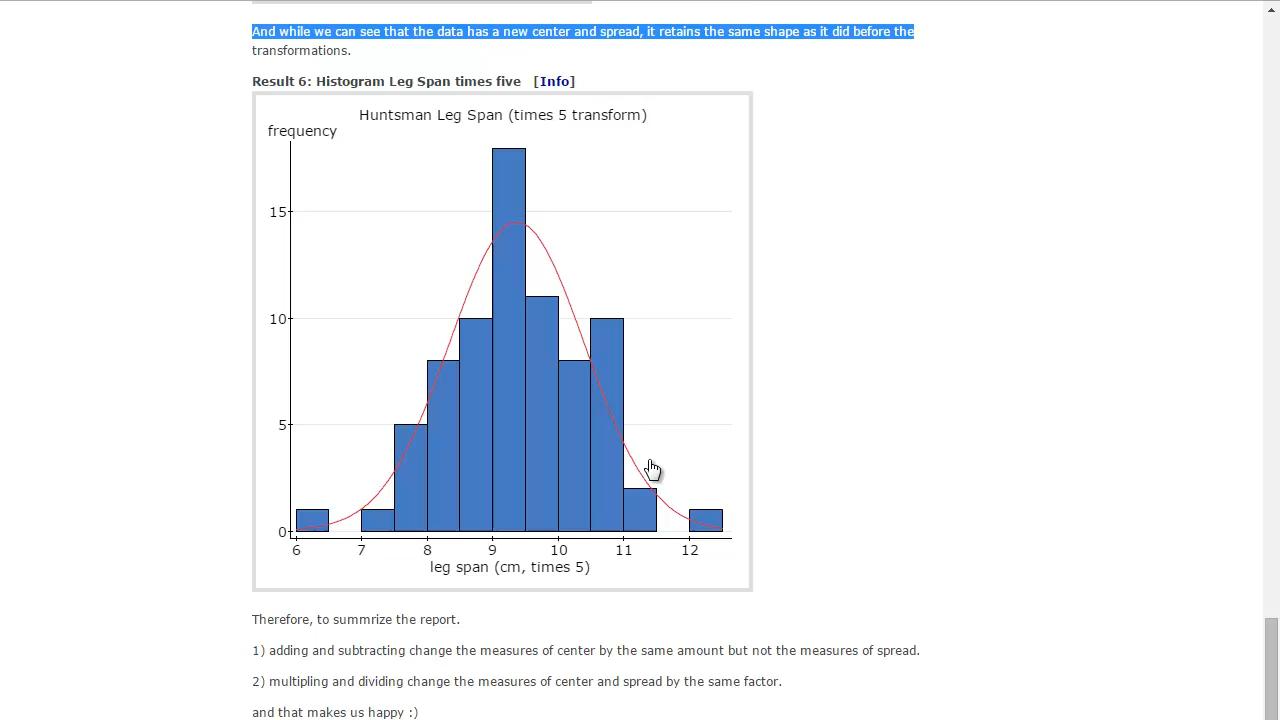 And while we can see that the data has a new center and spread, it retains the same shape as it did before the
transformations.
Result 6: Histogram Leg Span times five   [Info]
Huntsman Leg Span (times 5 transform)
frequency
15
10
5
0
6 7 8 9 10 11 12
leg span (cm, times 5)
Therefore, to summrize the report.
1) adding and subtracting change the measures of center by the same amount but not the measures of spread.
2) multipling and dividing change the measures of center and spread by the same factor.
and that makes us happy :)